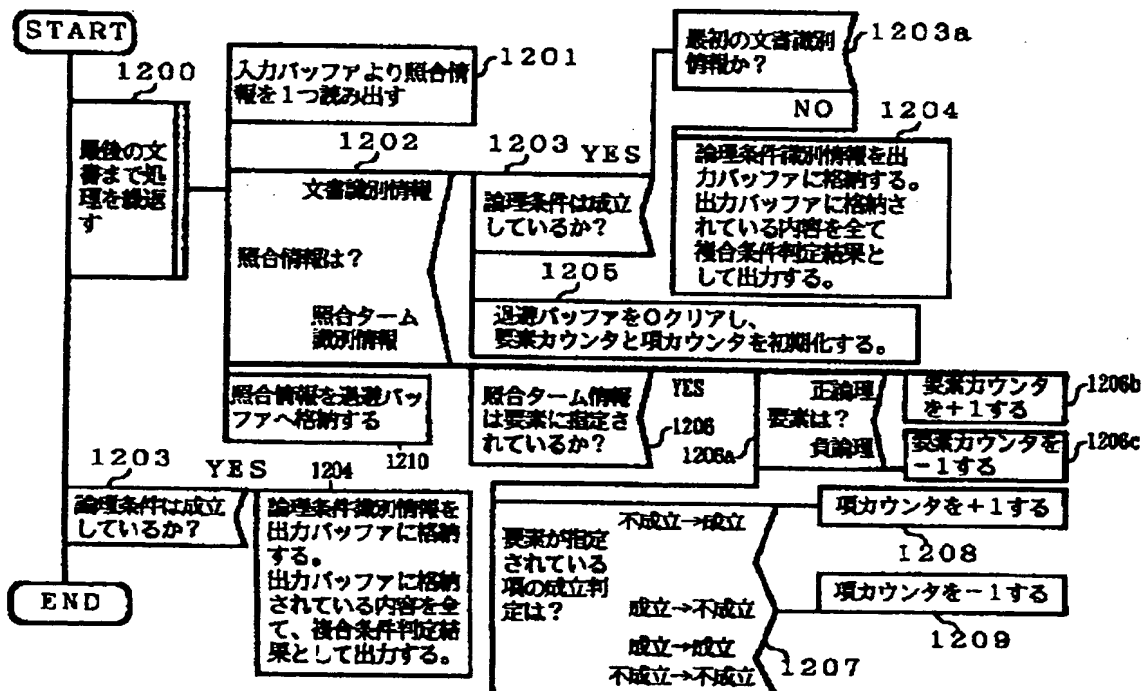 START
1200
最後の文
書まで処
理を繰返
す
1201
入力バッファより照合情
報を1つ読み出す
1202
文書識別情報
照合情報は?
照合ターム
識別情報
1203
YES
論理条件は成立
しているか?
最初の文書識別
情報か?
1203a
NO
1204
論理条件識別情報を出
力バッファに格納する。
出力バッファに格納さ
れている内容を全て
複合条件判定結果と
して出力する。
1205
退避バッファを0クリアし、
要素カウンタと項カウンタを初期化する。
照合情報を退避バッ
ファへ格納する
1210
照合ターム情報
は要素に指定さ
れているか?
YES
1206
1206a
正論理
要素は?
負論理
要素カウンタ
を+1する
1206b
要素カウンタを
-1する
1206c
要素が指定
されている
項の成立判
定は?
不成立→成立
成立→不成立
成立→成立
不成立→不成立
1207
項カウンタを+1する
1208
項カウンタを-1する
1209
1203
YES
論理条件は成立
しているか?
1204
論理条件識別情報を
出力バッファに格納
する。
出力バッファに格納
されている内容を全
て、複合条件判定結
果として出力する。
END